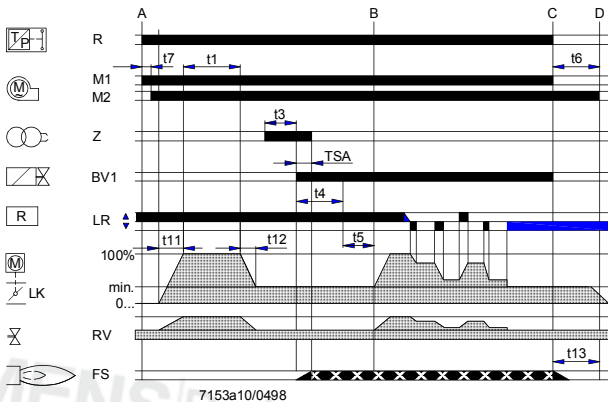 A B C D
T P R
t7 t1 t6
M M1
M2
t3
Z
TSA
BV1
t4
R LR
t11 t12 t5
100%
M
min.
LK
0...
RV
t13
FS
MENS
7153a10/0498